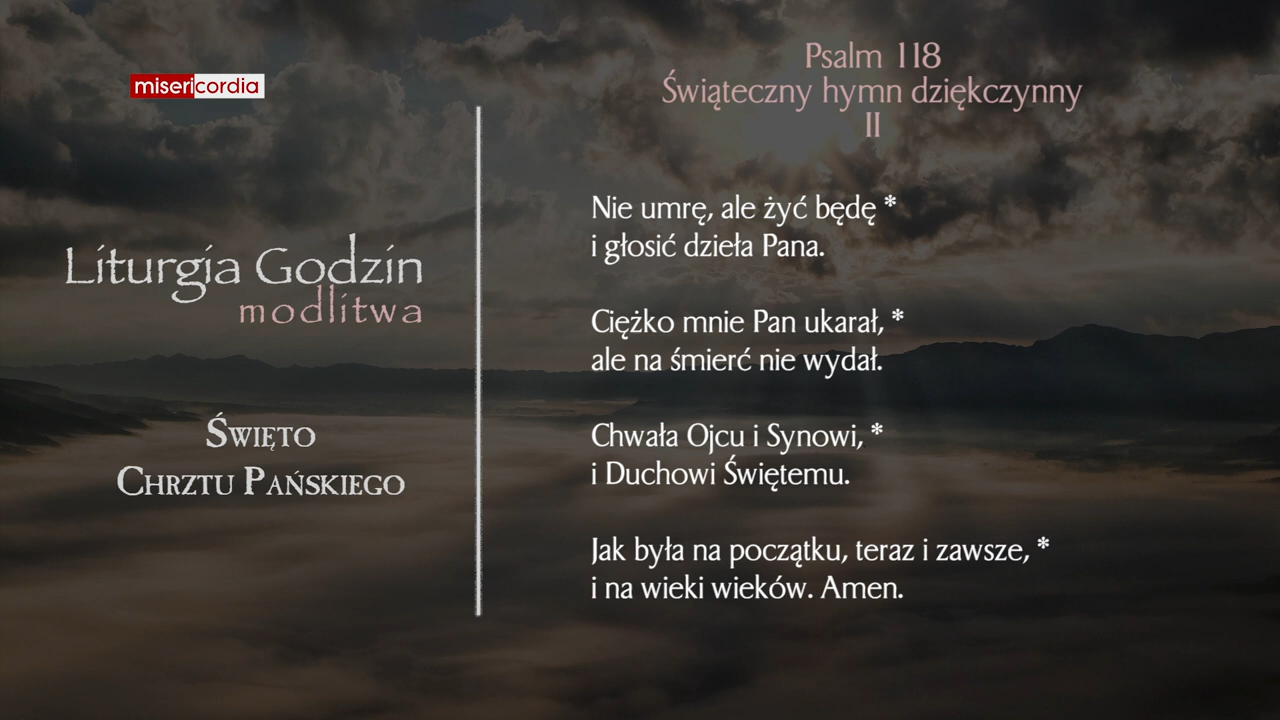 misericordia
Liturgia Godzin
modlitwa
Święto
Chrztu Pańskiego
Psalm 118
Świąteczny hymn dziękczynny
II
Nie umrę, ale żyć będę *
i głosić dzieła Pana.
Ciężko mnie Pan ukarał, *
ale na śmierć nie wydał.
Chwała Ojcu i Synowi, *
i Duchowi Świętemu.
Jak była na początku, teraz i zawsze, *
i na wieki wieków. Amen.